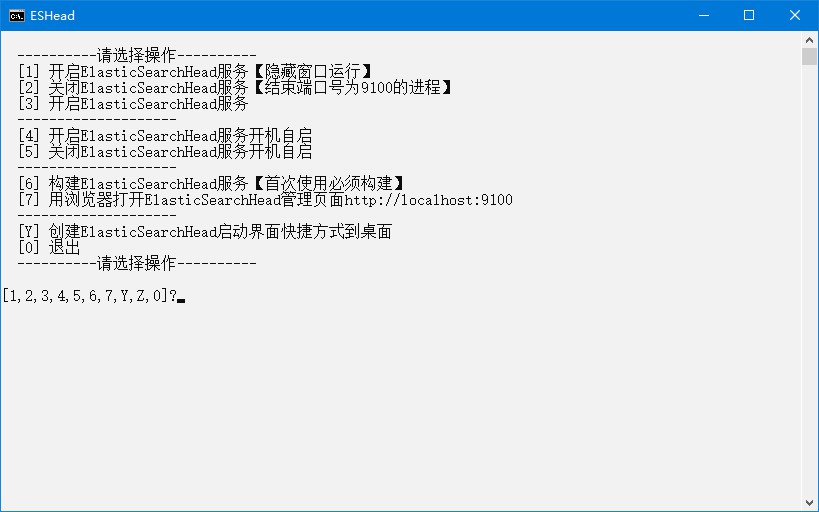 ESHead
----------请选择操作----------
[1] 开启ElasticSearchHead服务【隐藏窗口运行】
[2] 关闭ElasticSearchHead服务【结束端口号为9100的进程】
[3] 开启ElasticSearchHead服务
--------------------
[4] 开启ElasticSearchHead服务开机自启
[5] 关闭ElasticSearchHead服务开机自启
--------------------
[6] 构建ElasticSearchHead服务【首次使用必须构建】
[7] 用浏览器打开ElasticSearchHead管理页面http://localhost:9100
--------------------
[Y] 创建ElasticSearchHead启动界面快捷方式到桌面
[0] 退出
----------请选择操作----------
[1,2,3,4,5,6,7,Y,Z,0]?